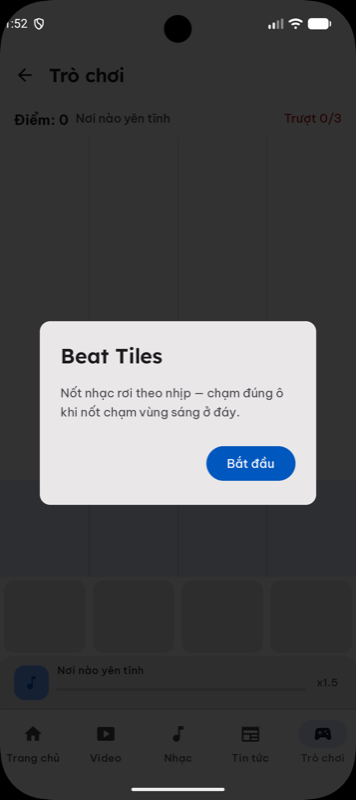 :52
Trò chơi
Điểm: 0 Nơi nào yên tĩnh Trượt 0/3
Beat Tiles
Nốt nhạc rơi theo nhịp — chạm đúng ô
khi nốt chạm vùng sáng ở đáy.
Bắt đầu
Nơi nào yên tĩnh
x1.5
Trang chủ Video Nhạc Tin tức Trò chơi